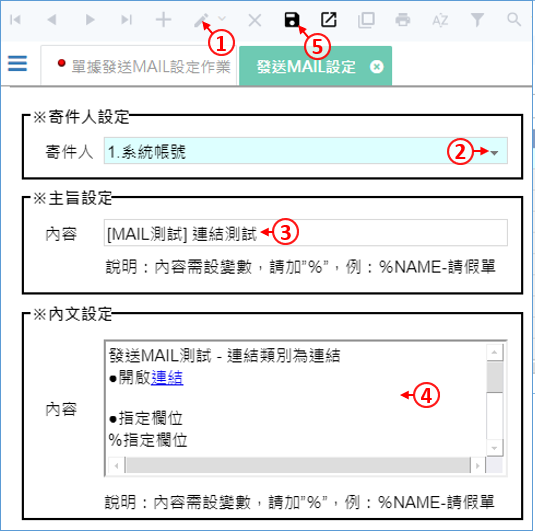 ①
⑤
單據發送MAIL設定作業
發送MAIL設定
※寄件人設定
寄件人
1.系統帳號
②
※主旨設定
內容
[MAIL測試] 連結測試
③
說明：內容需設變數，請加"%"，例：%NAME-請假單
※內文設定
發送MAIL測試 - 連結類別為連結
●開啟連結
④
內容
●指定欄位
%指定欄位
說明：內容需設變數，請加"%"，例：%NAME-請假單